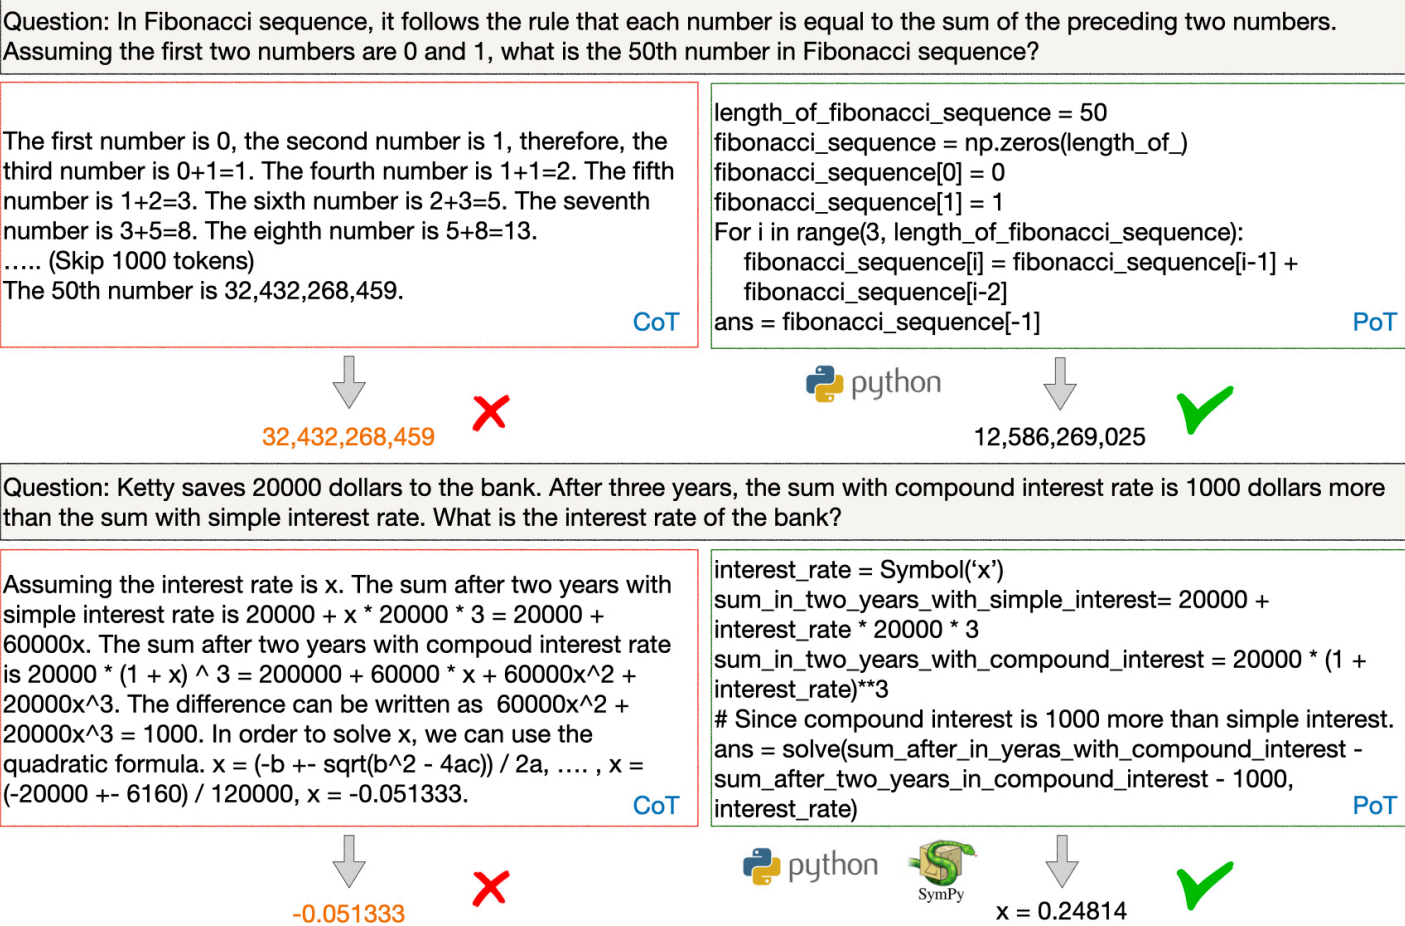 Question: In Fibonacci sequence, it follows the rule that each number is equal to the sum of the preceding two numbers.
Assuming the first two numbers are 0 and 1, what is the 50th number in Fibonacci sequence?
The first number is 0, the second number is 1, therefore, the
third number is 0+1=1. The fourth number is 1+1=2. The fifth
number is 1+2=3. The sixth number is 2+3=5. The seventh
number is 3+5=8. The eighth number is 5+8=13.
..... (Skip 1000 tokens)
The 50th number is 32,432,268,459.
CoT
32,432,268,459
length_of_fibonacci_sequence = 50
fibonacci_sequence = np.zeros(length_of_)
fibonacci_sequence[0] = 0
fibonacci_sequence[1] = 1
For i in range(3, length_of_fibonacci_sequence):
fibonacci_sequence[i] = fibonacci_sequence[i-1] +
fibonacci_sequence[i-2]
ans = fibonacci_sequence[-1]
PoT
python
12,586,269,025
Question: Ketty saves 20000 dollars to the bank. After three years, the sum with compound interest rate is 1000 dollars more
than the sum with simple interest rate. What is the interest rate of the bank?
Assuming the interest rate is x. The sum after two years with
simple interest rate is 20000 + x * 20000 * 3 = 20000 +
60000x. The sum after two years with compoud interest rate
is 20000 * (1 + x) ^ 3 = 200000 + 60000 * x + 60000x^2 +
20000x^3. The difference can be written as 60000x^2 +
20000x^3 = 1000. In order to solve x, we can use the
quadratic formula. x = (-b +- sqrt(b^2 - 4ac)) / 2a, .... , x =
(-20000 +- 6160) / 120000, x = -0.051333.
CoT
-0.051333
interest_rate = Symbol(‘x’)
sum_in_two_years_with_simple_interest= 20000 +
interest_rate * 20000 * 3
sum_in_two_years_with_compound_interest = 20000 * (1 +
interest_rate)**3
# Since compound interest is 1000 more than simple interest.
ans = solve(sum_after_in_yeras_with_compound_interest -
sum_after_two_years_in_compound_interest - 1000,
interest_rate)
PoT
python
SymPy
x = 0.24814